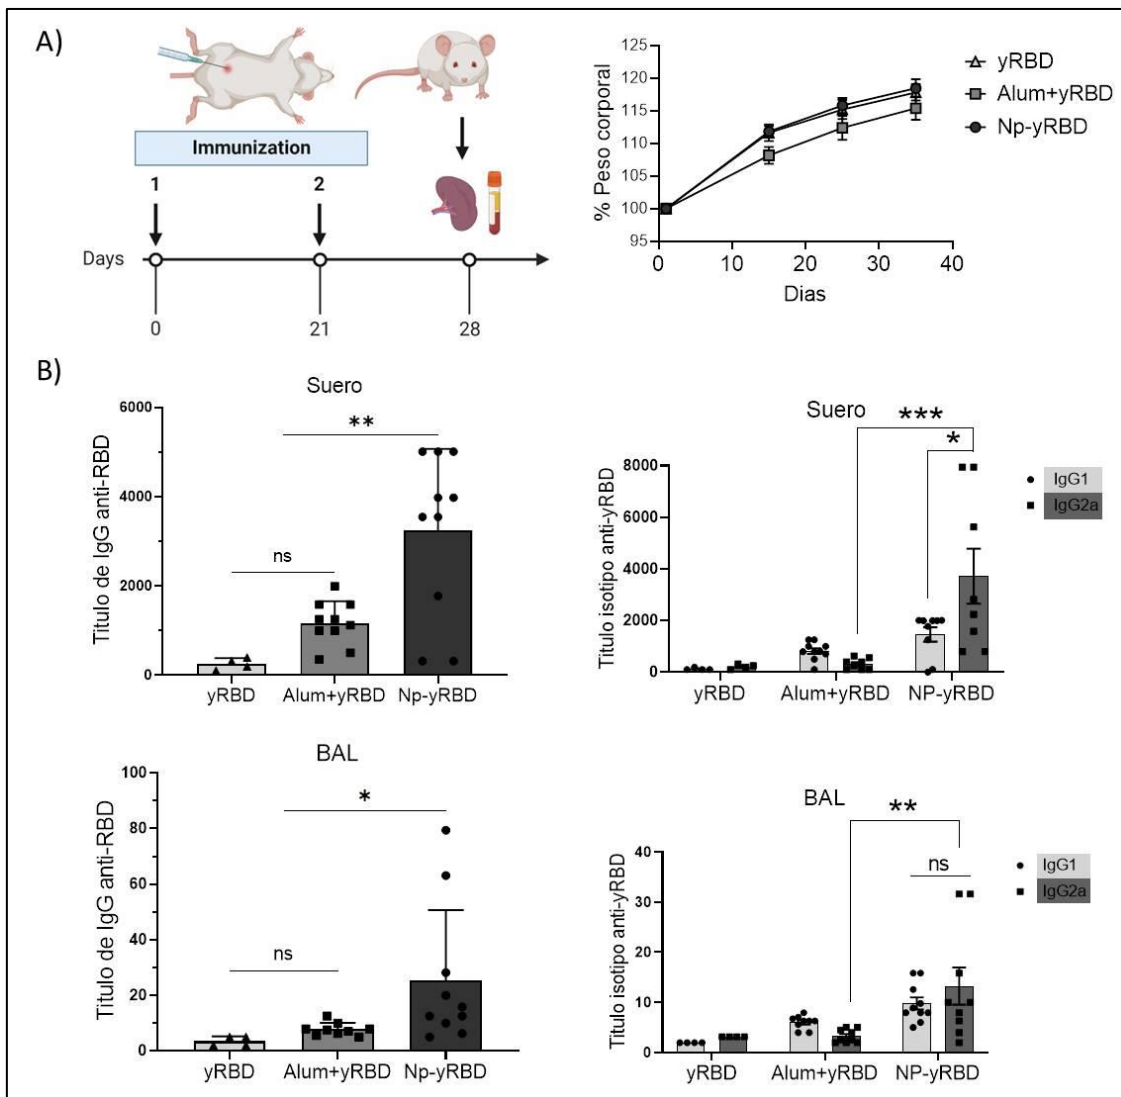 A)
Immunization
1
2
Days
0
21
28
% Peso corporal
125
120
115
110
105
100
95
0
10
20
30
40
Dias
yRBD
Alum+yRBD
Np-yRBD
B)
Suero
Titulo de IgG anti-RBD
6000
4000
2000
0
**
ns
yRBD
Alum+yRBD
Np-yRBD
Suero
Titulo isotipo anti-yRBD
8000
6000
4000
2000
0
***
*
IgG1
IgG2a
yRBD
Alum+yRBD
NP-yRBD
BAL
Titulo de IgG anti-RBD
100
80
60
40
20
0
*
ns
yRBD
Alum+yRBD
Np-yRBD
BAL
Titulo isotipo anti-yRBD
40
30
20
10
0
**
ns
IgG1
IgG2a
yRBD
Alum+yRBD
NP-yRBD